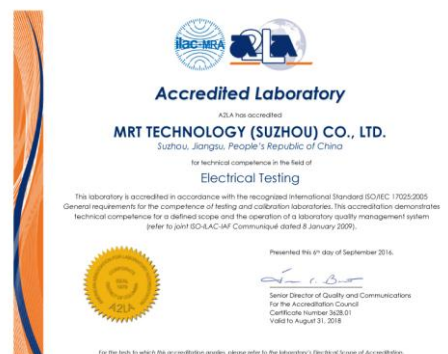 ilac-MRA
A2LA
Accredited Laboratory
A2LA has accredited
MRT TECHNOLOGY (SUZHOU) CO., LTD.
Suzhou, Jiangsu, People's Republic of China
for technical competence in the field of
Electrical Testing
This laboratory is accredited in accordance with the recognized International Standard ISO/IEC 17025:2005
General requirements for the competence of testing and calibration laboratories. This accreditation demonstrates
technical competence for a defined scope and the operation of a laboratory quality management system
(refer to joint ISO-ILAC-IAF Communiqué dated 8 January 2009).
Presented this 6th day of September 2016.
Senior Director of Quality and Communications
For the Accreditation Council
Certificate Number 3628.01
Valid to August 31, 2018
A2LA
For the tests to which this accreditation applies, please refer to the laboratory's Electrical Scope of Accreditation.